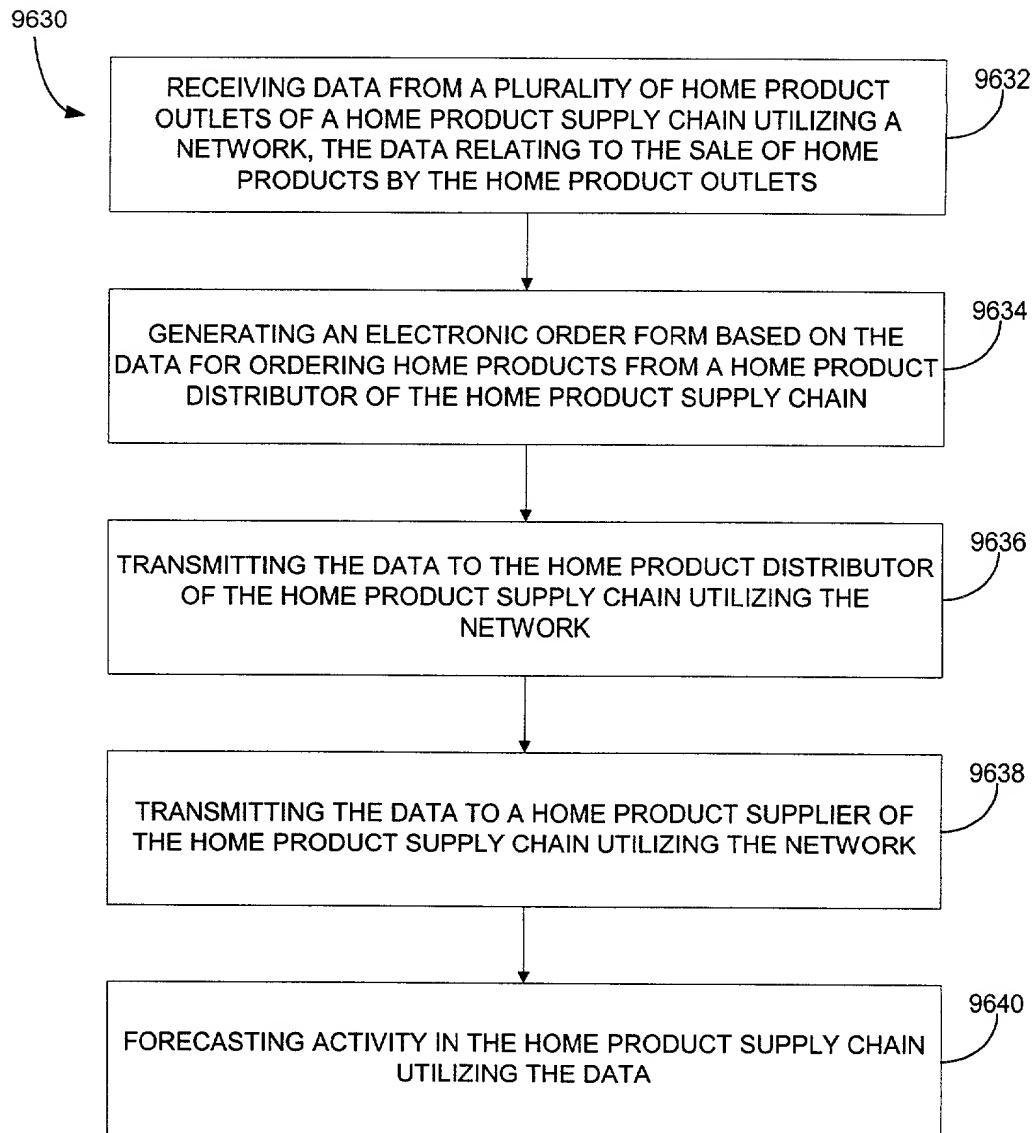 9630
9632
RECEIVING DATA FROM A PLURALITY OF HOME PRODUCT
OUTLETS OF A HOME PRODUCT SUPPLY CHAIN UTILIZING A
NETWORK, THE DATA RELATING TO THE SALE OF HOME
PRODUCTS BY THE HOME PRODUCT OUTLETS
9634
GENERATING AN ELECTRONIC ORDER FORM BASED ON THE
DATA FOR ORDERING HOME PRODUCTS FROM A HOME PRODUCT
DISTRIBUTOR OF THE HOME PRODUCT SUPPLY CHAIN
9636
TRANSMITTING THE DATA TO THE HOME PRODUCT DISTRIBUTOR
OF THE HOME PRODUCT SUPPLY CHAIN UTILIZING THE
NETWORK
9638
TRANSMITTING THE DATA TO A HOME PRODUCT SUPPLIER OF
THE HOME PRODUCT SUPPLY CHAIN UTILIZING THE NETWORK
9640
FORECASTING ACTIVITY IN THE HOME PRODUCT SUPPLY CHAIN
UTILIZING THE DATA